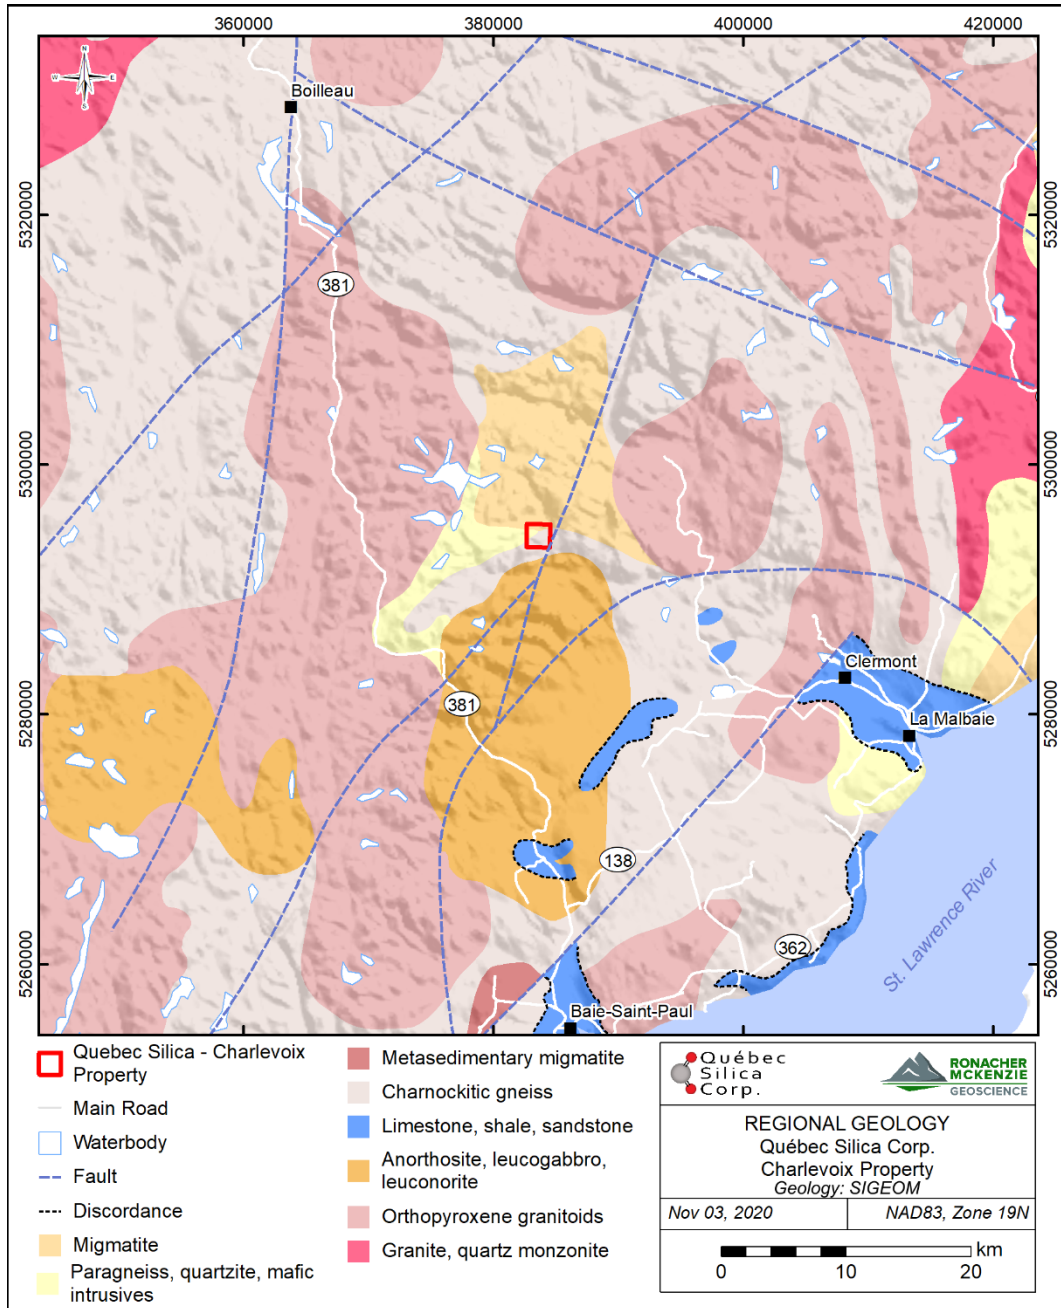 360000
380000
400000
420000
N
W
E
S
Boilleau
5320000
5320000
381
5300000
5300000
Clermont
381
La Malbaie
5280000
5280000
138
St. Lawrence River
362
5260000
5260000
Baie-Saint-Paul
Quebec Silica - Charlevoix
Property
Main Road
Waterbody
Fault
Discordance
Migmatite
Paragneiss, quartzite, mafic
intrusives
Metasedimentary migmatite
Charnockitic gneiss
Limestone, shale, sandstone
Anorthosite, leucogabbro,
leuconorite
Orthopyroxene granitoids
Granite, quartz monzonite
Québec
Silica
Corp.
RONACHER
MCKENZIE
GEOSCIENCE
REGIONAL GEOLOGY
Québec Silica Corp.
Charlevoix Property
Geology: SIGEOM
Nov 03, 2020
NAD83, Zone 19N
km
0 10 20